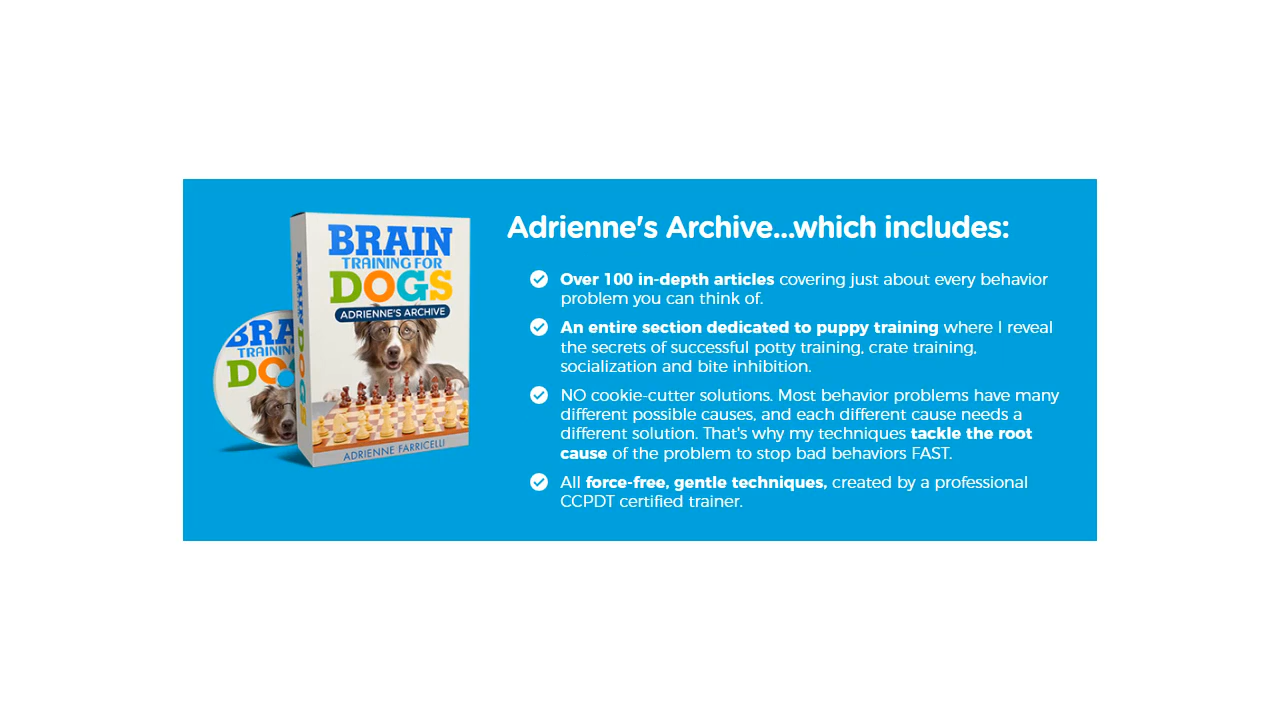 BRAIN
TRAINING FOR
DOGS
ADRIENNE'S ARCHIVE
ADRIENNE FARRICELLI
Adrienne's Archive...which includes:
Over 100 in-depth articles covering just about every behavior
problem you can think of.
An entire section dedicated to puppy training where I reveal
the secrets of successful potty training, crate training,
socialization and bite inhibition.
NO cookie-cutter solutions. Most behavior problems have many
different possible causes, and each different cause needs a
different solution. That's why my techniques tackle the root
cause of the problem to stop bad behaviors FAST.
All force-free, gentle techniques, created by a professional
CCPDT certified trainer.